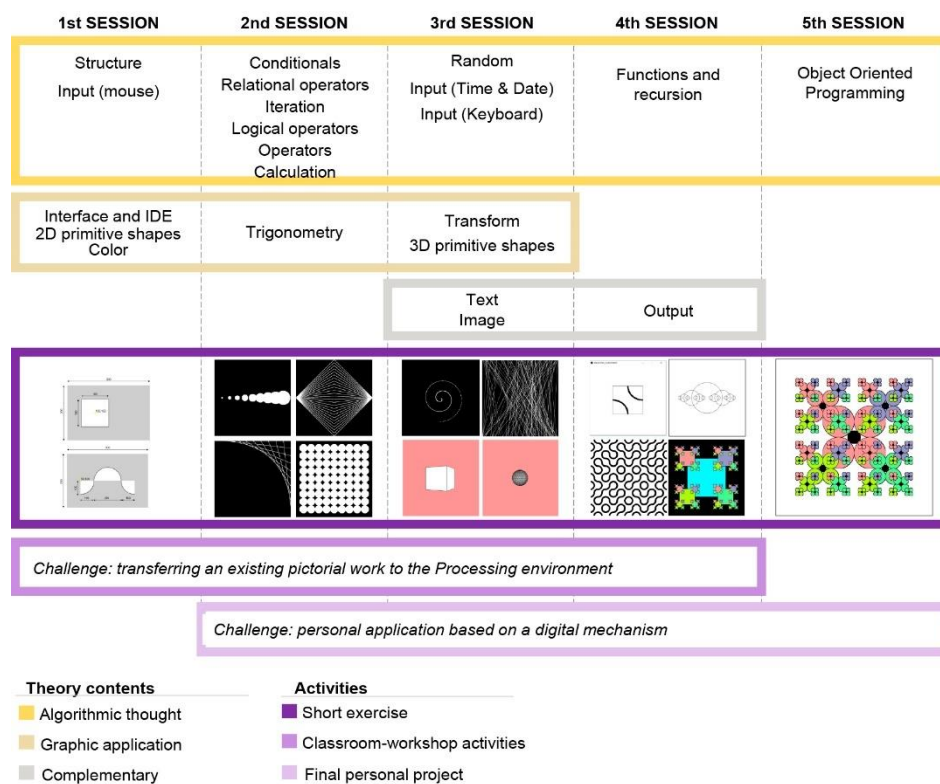 1st SESSION
2nd SESSION
3rd SESSION
4th SESSION
5th SESSION
Structure
Input (mouse)
Conditionals
Relational operators
Iteration
Logical operators
Operators
Calculation
Random
Input (Time & Date)
Input (Keyboard)
Functions and
recursion
Object Oriented
Programming
Interface and IDE
2D primitive shapes
Color
Trigonometry
Transform
3D primitive shapes
Text
Image
Output
Challenge: transferring an existing pictorial work to the Processing environment
Challenge: personal application based on a digital mechanism
Theory contents
Algorithmic thought
Graphic application
Complementary
Activities
Short exercise
Classroom-workshop activities
Final personal project